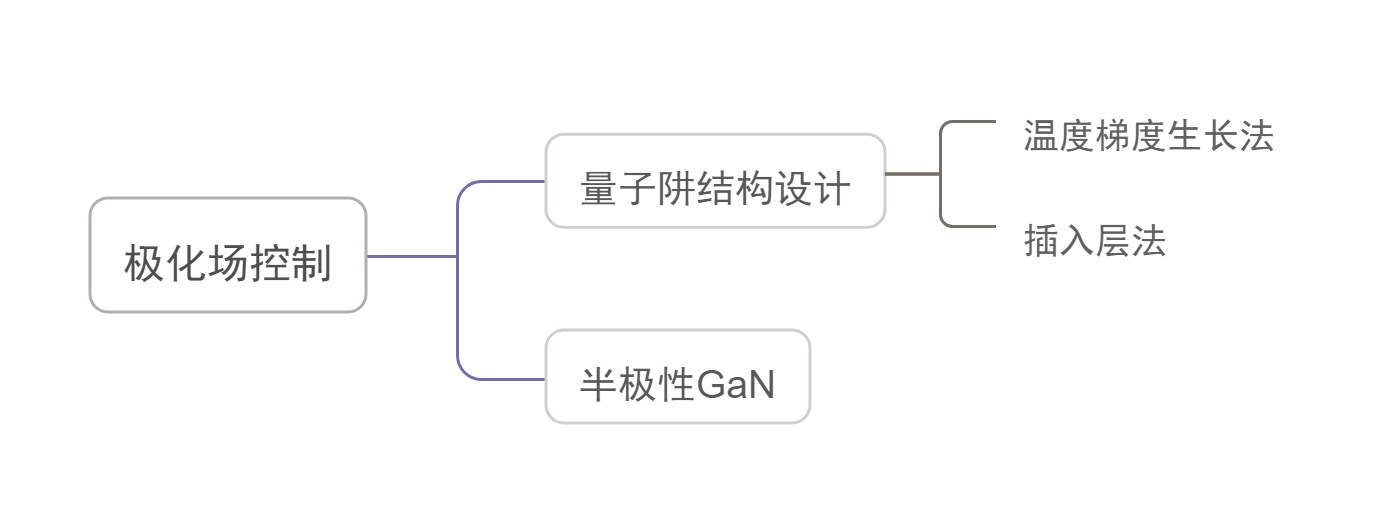 极化场控制
量子阱结构设计
温度梯度生长法
插入层法
半极性GaN